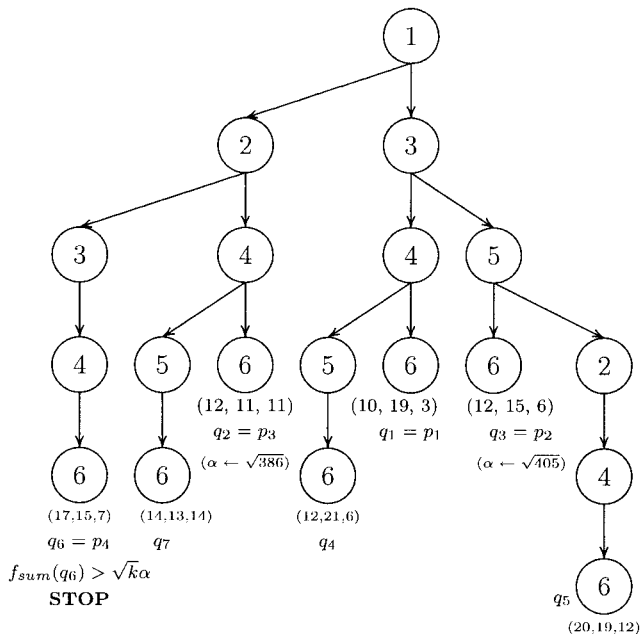 1
2 3
3 4 4 5
4 5 6 5 6 6 2
(12, 11, 11) (10, 19, 3) (12, 15, 6)
q₂ = p₃ q₁ = p₁ q₃ = p₂
(α ← √386) (α ← √405)
6 6 6 4
(17,15,7) (14,13,14) (12,21,6)
q₆ = p₄ q₇ q₄
f_sum(q₆) > √kα
STOP
q₅ 6
(20,19,12)